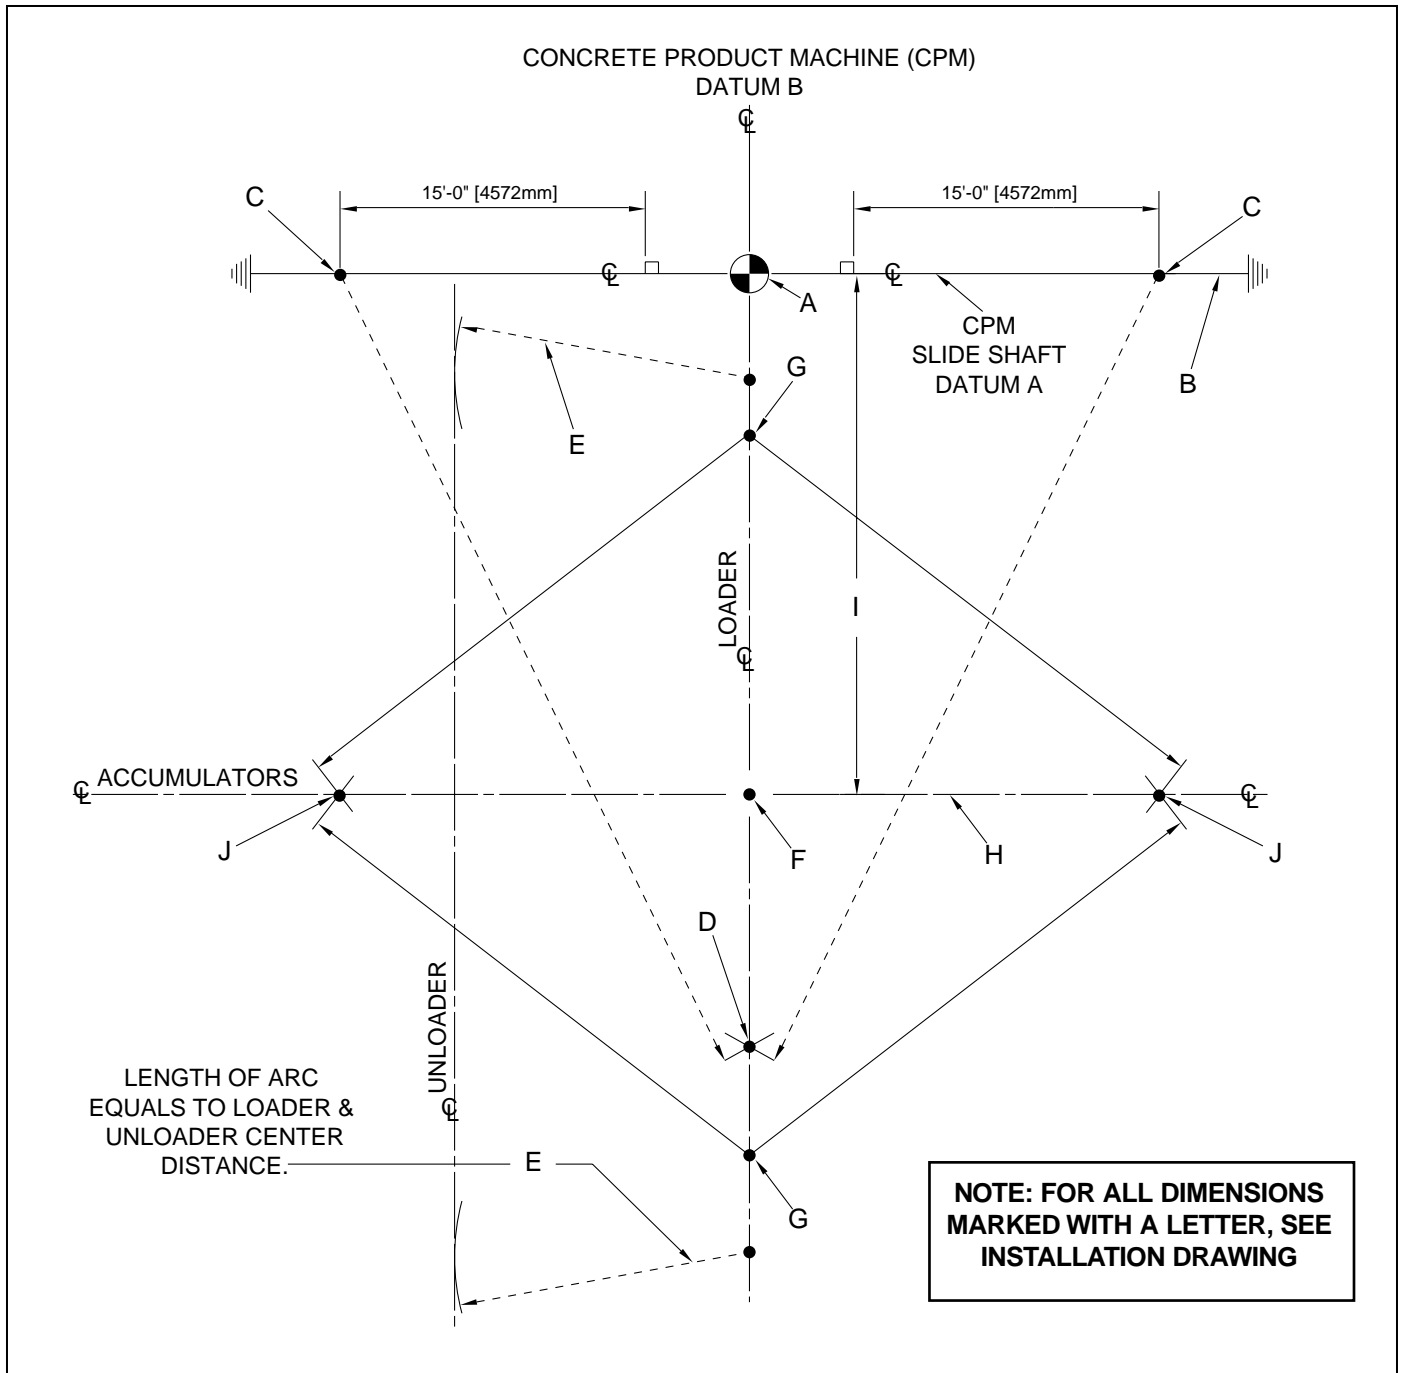 CONCRETE PRODUCT MACHINE (CPM)
DATUM B
℄
C
15'-0" [4572mm]
15'-0" [4572mm]
C
℄
℄
A
CPM
SLIDE SHAFT
DATUM A
B
G
E
LOADER
I
℄
ACCUMULATORS
℄
℄
J
F
H
J
D
UNLOADER
℄
LENGTH OF ARC
EQUALS TO LOADER &
UNLOADER CENTER
DISTANCE.
E
G
NOTE: FOR ALL DIMENSIONS
MARKED WITH A LETTER, SEE
INSTALLATION DRAWING